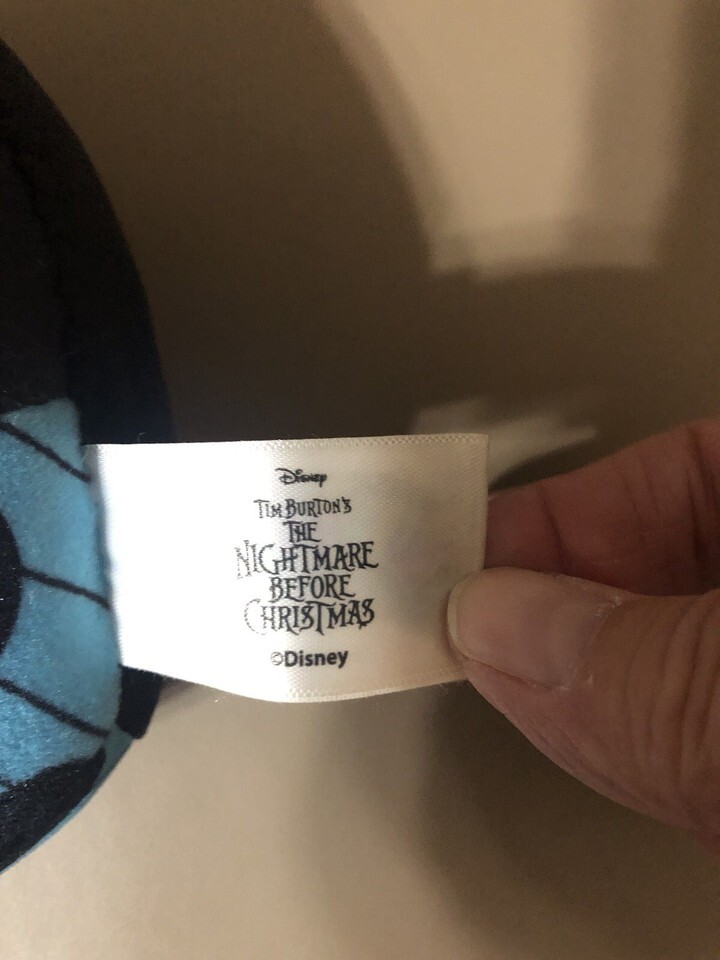 Disney
TIM BURTON'S
THE
NIGHTMARE
BEFORE
CHRISTMAS
©Disney